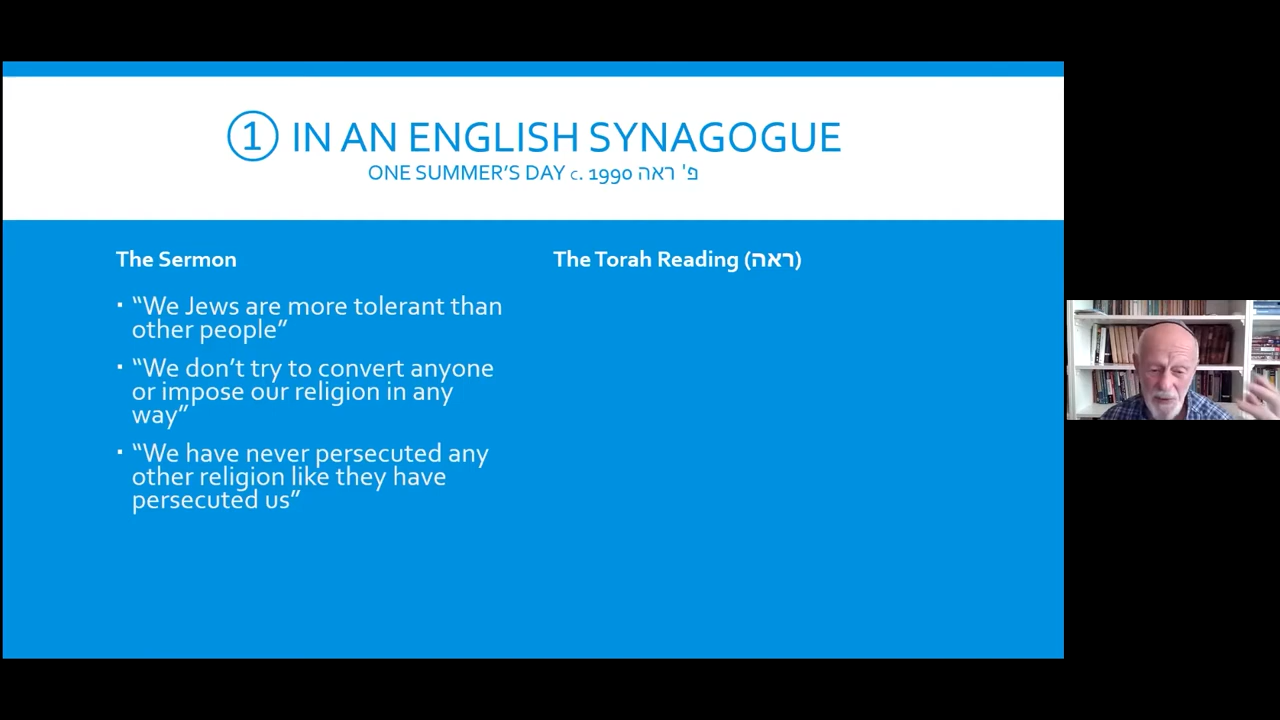 ① IN AN ENGLISH SYNAGOGUE
ONE SUMMER'S DAY c. 1990 פ' ראה
The Sermon
▪ “We Jews are more tolerant than
other people”
▪ “We don’t try to convert anyone
or impose our religion in any
way”
▪ “We have never persecuted any
other religion like they have
persecuted us”
The Torah Reading (ראה)